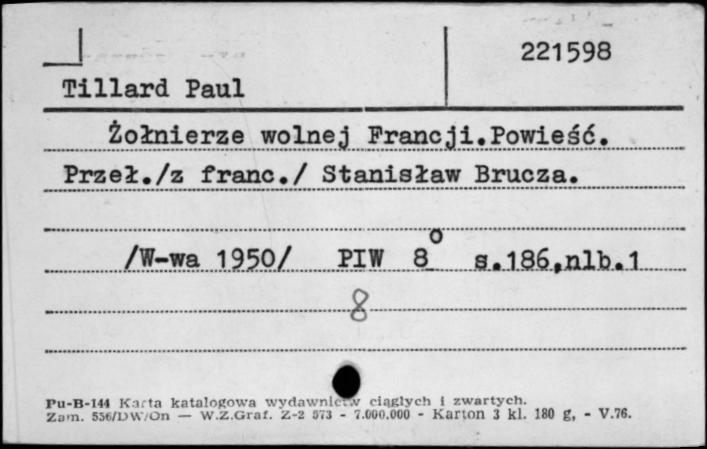 221598
Tillard Paul
Żołnierze wolnej Francji.Powieść.
Przeł./z franc./ Stanisław Brucza.
/W-wa 1950/ PIW 8° s.186,nlb.1
8
Pu-B-144 Karta katalogowa wydawnictw ciągłych i zwartych.
Zam. 556/DW/On — W.Z.Graf. Z-2 573 - 7.000.000 - Karton 3 kl. 180 g, - V.76.